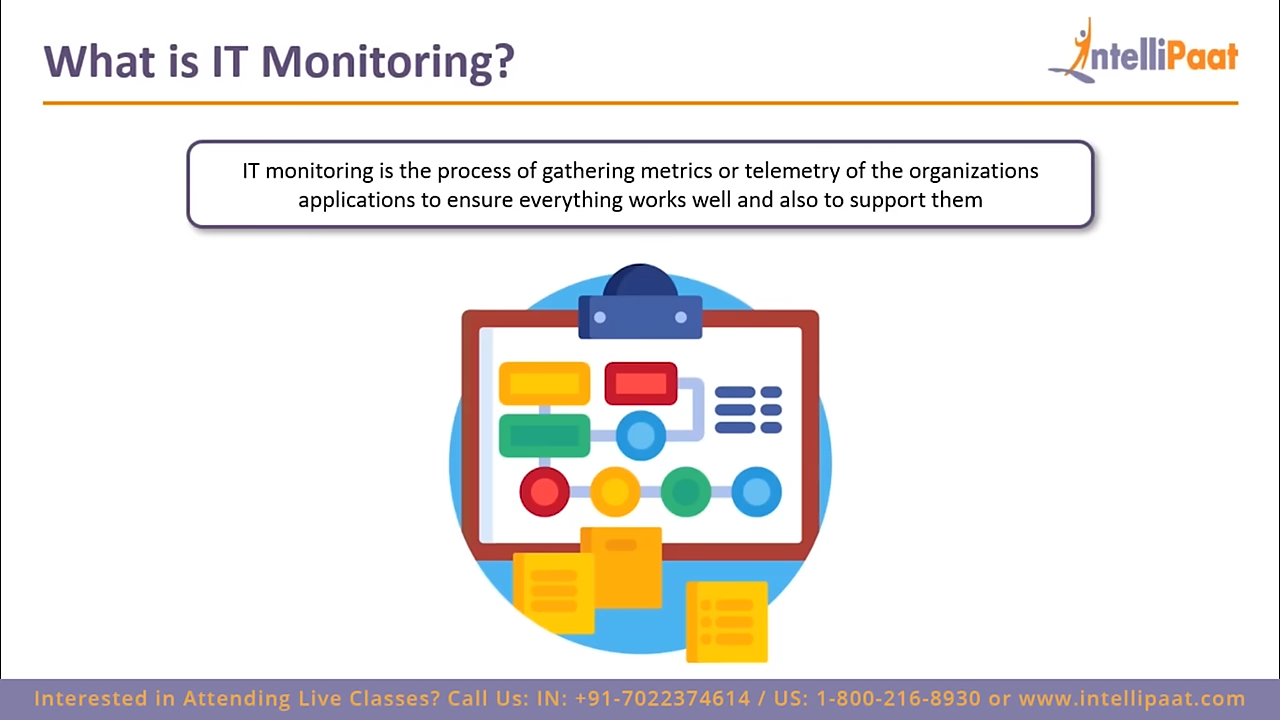 What is IT Monitoring?
IntelliPaat
IT monitoring is the process of gathering metrics or telemetry of the organizations
applications to ensure everything works well and also to support them
Interested in Attending Live Classes? Call Us: IN: +91-7022374614 / US: 1-800-216-8930 or www.intellipaat.com